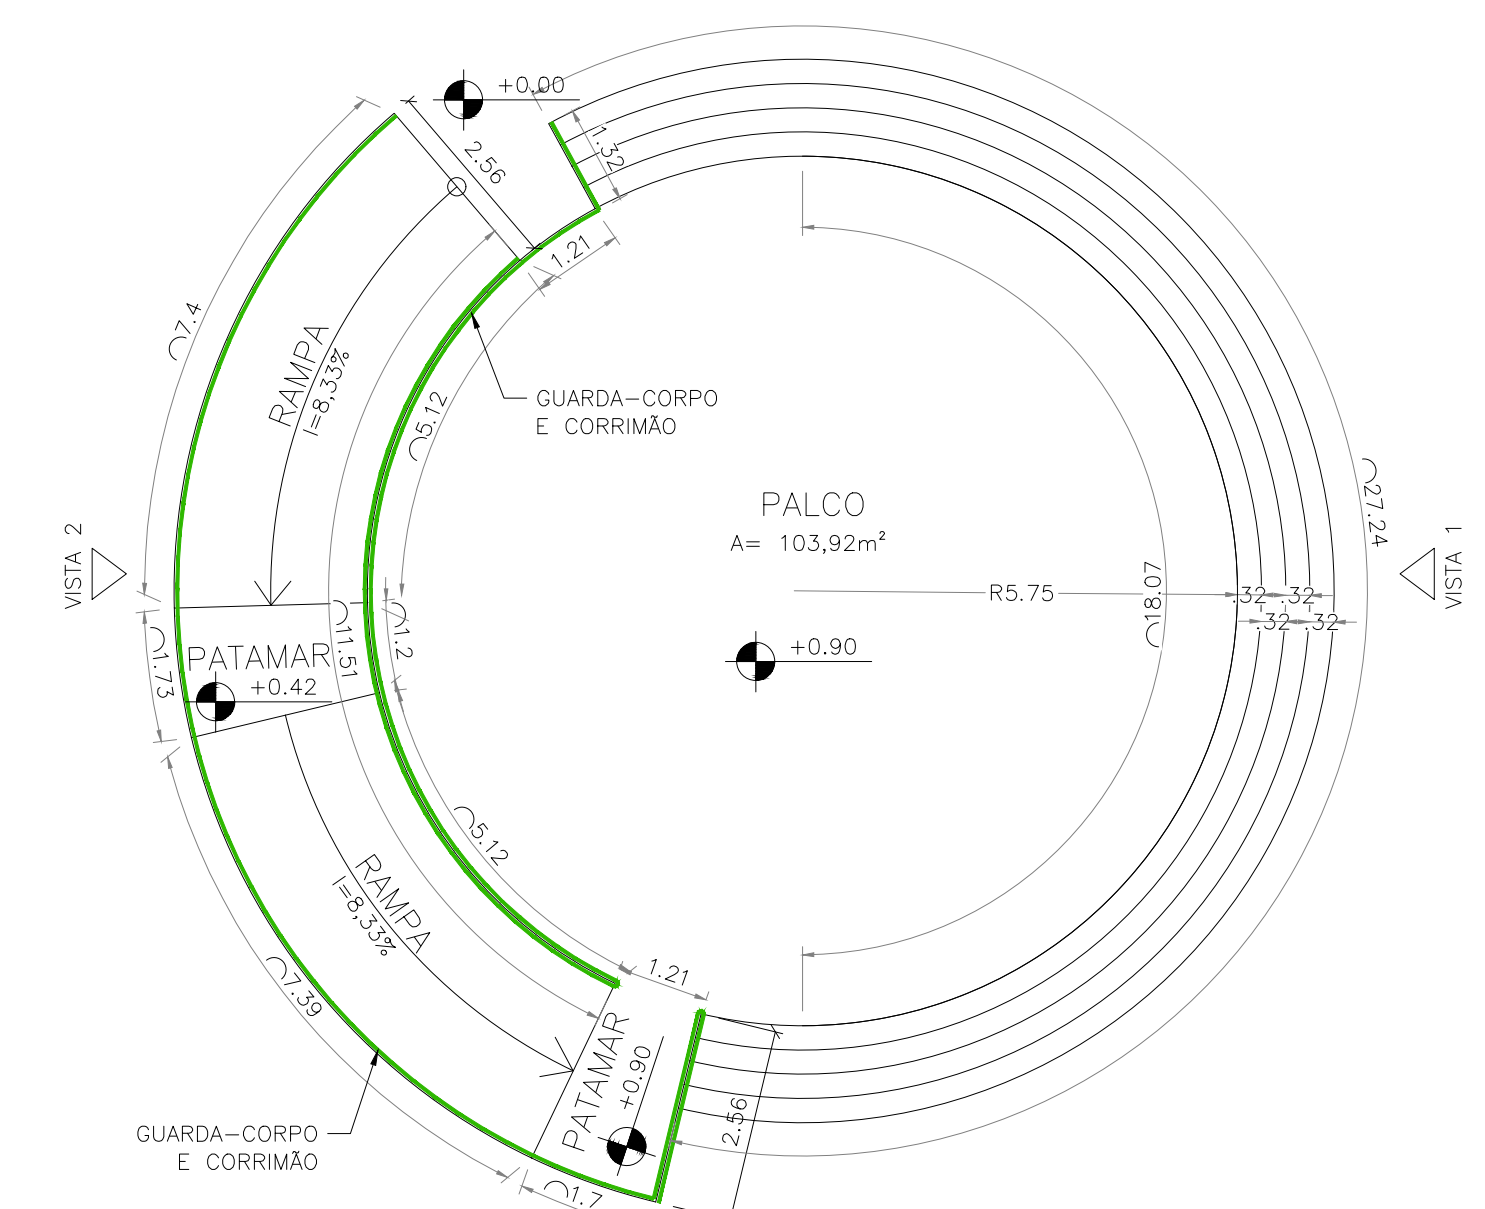 +0.00
2.56
1.32
1.21
7.4
RAMPA
I=8,33%
5.12
GUARDA-CORPO
E CORRIMÃO
PALCO
A= 103,92m²
27.24
VISTA 2
VISTA 1
R5.75
18.07
.32
.32
.32
.32
1.2
11.51
1.73
PATAMAR
+0.42
+0.90
5.12
RAMPA
I=8,33%
7.39
1.21
PATAMAR
+0.90
2.56
GUARDA-CORPO
E CORRIMÃO
1.7